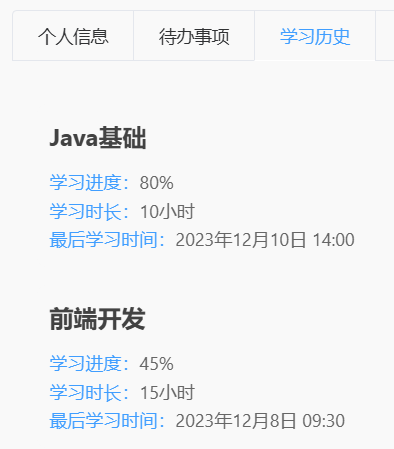 个人信息 待办事项 学习历史
Java基础
学习进度：80%
学习时长：10小时
最后学习时间：2023年12月10日 14:00
前端开发
学习进度：45%
学习时长：15小时
最后学习时间：2023年12月8日 09:30